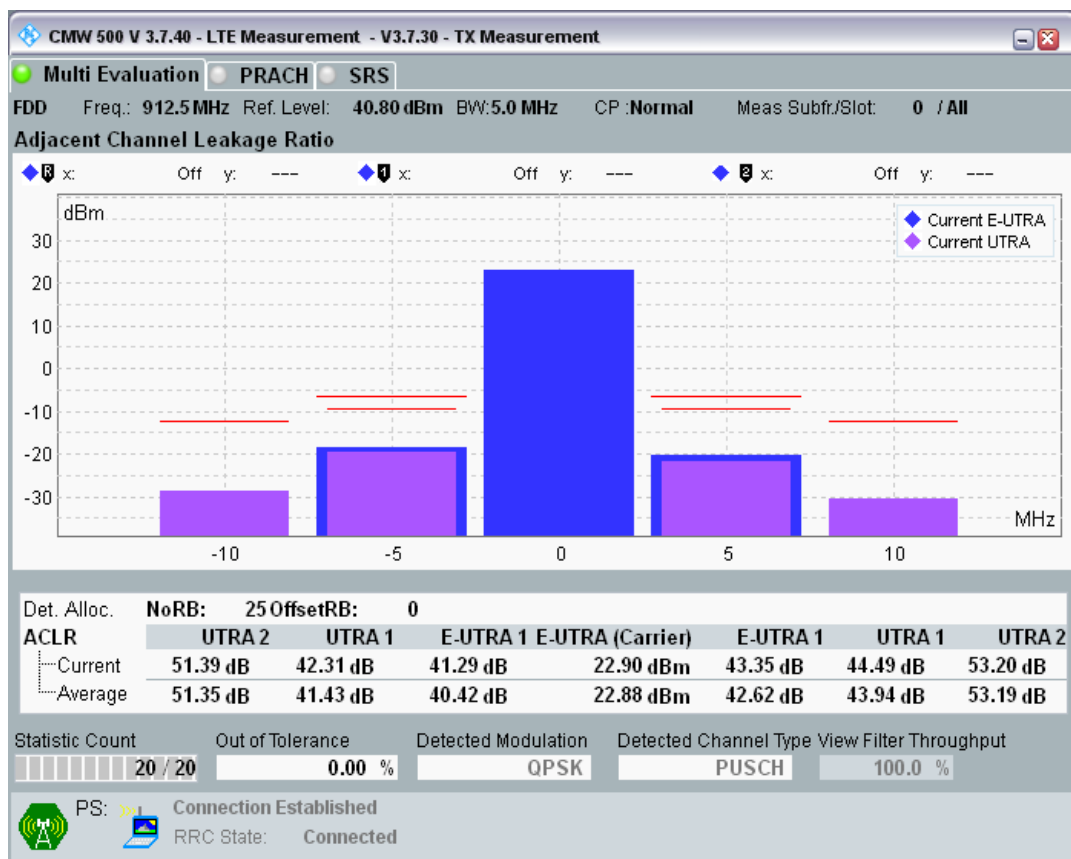 CMW 500 V 3.7.40 - LTE Measurement - V3.7.30 - TX Measurement
Multi Evaluation PRACH SRS
FDD Freq.: 912.5 MHz Ref. Level: 40.80 dBm BW:5.0 MHz CP :Normal Meas Subfr./Slot: 0 / All
Adjacent Channel Leakage Ratio
R x: Off y: --- 1 x: Off y: --- 2 x: Off y: ---
dBm
Current E-UTRA
Current UTRA
30
20
10
0
-10
-20
-30
MHz
-10 -5 0 5 10
Det. Alloc. NoRB: 25 OffsetRB: 0
ACLR UTRA 2 UTRA 1 E-UTRA 1 E-UTRA (Carrier) E-UTRA 1 UTRA 1 UTRA 2
Current 51.39 dB 42.31 dB 41.29 dB 22.90 dBm 43.35 dB 44.49 dB 53.20 dB
Average 51.35 dB 41.43 dB 40.42 dB 22.88 dBm 42.62 dB 43.94 dB 53.19 dB
Statistic Count Out of Tolerance Detected Modulation Detected Channel Type View Filter Throughput
20 / 20 0.00 % QPSK PUSCH 100.0 %
PS: Connection Established
RRC State: Connected